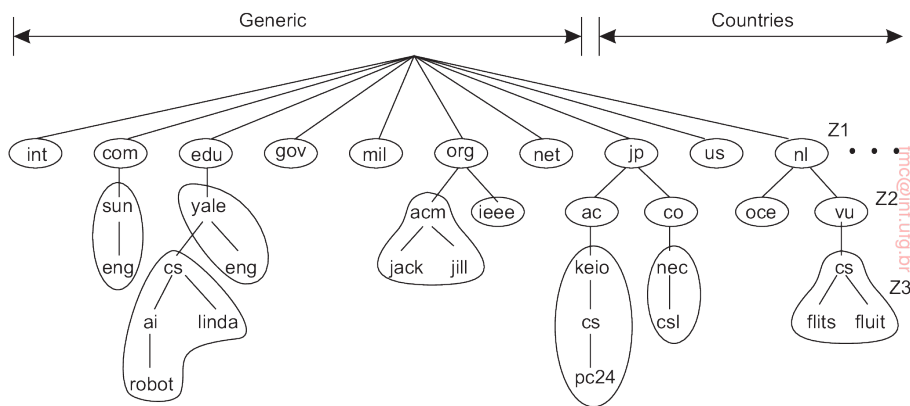 Generic Countries
Z1
int com edu gov mil org net jp us nl • • •
sun yale acm ieee ac co oce vu Z2
eng cs eng jack jill keio nec cs Z3
ai linda cs csl flits fluit
robot pc24
tmc@inf.ufg.br